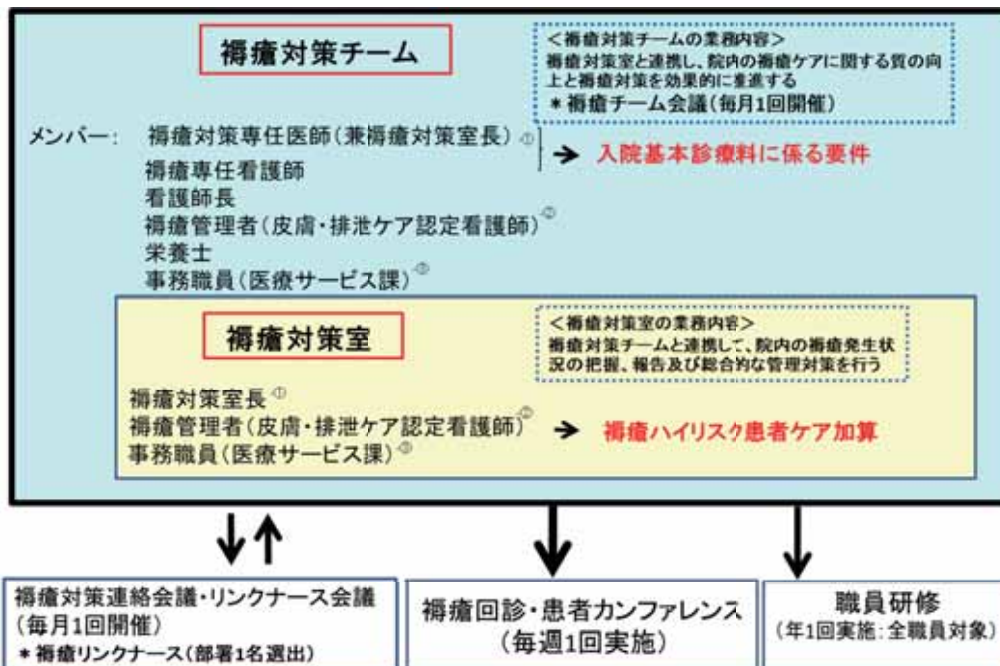 褥瘡対策チーム
<褥瘡対策チームの業務内容>
褥瘡対策室と連携し、院内の褥瘡ケアに関する質の向
上と褥瘡対策を効果的に推進する
*褥瘡チーム会議(毎月1回開催)
メンバー: 褥瘡対策専任医師(兼褥瘡対策室長)①
→ 入院基本診療料に係る要件
褥瘡専任看護師
看護師長
褥瘡管理者(皮膚・排泄ケア認定看護師)②
栄養士
事務職員(医療サービス課)③
褥瘡対策室
<褥瘡対策室の業務内容>
褥瘡対策チームと連携して、院内の褥瘡発生状
況の把握、報告及び総合的な管理対策を行う
褥瘡対策室長①
褥瘡管理者(皮膚・排泄ケア認定看護師)②
→ 褥瘡ハイリスク患者ケア加算
事務職員(医療サービス課)③
褥瘡対策連絡会議・リンクナース会議
(毎月1回開催)
*褥瘡リンクナース(部署1名選出)
褥瘡回診・患者カンファレンス
(毎週1回実施)
職員研修
(年1回実施:全職員対象)